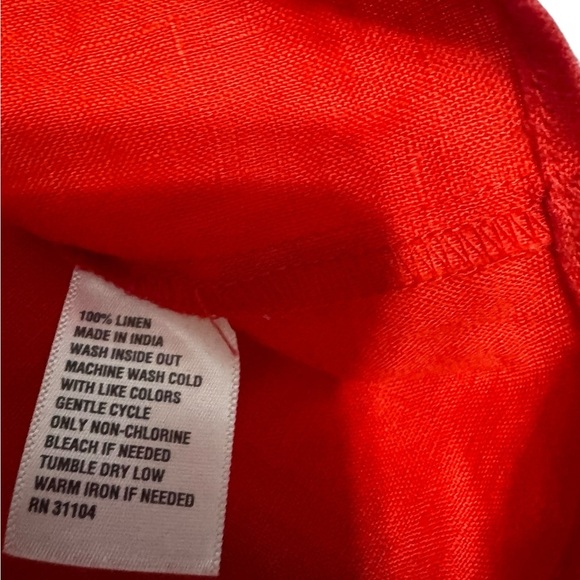 100% LINEN
MADE IN INDIA
WASH INSIDE OUT
MACHINE WASH COLD
WITH LIKE COLORS
GENTLE CYCLE
ONLY NON-CHLORINE
BLEACH IF NEEDED
TUMBLE DRY LOW
WARM IRON IF NEEDED
RN 31104